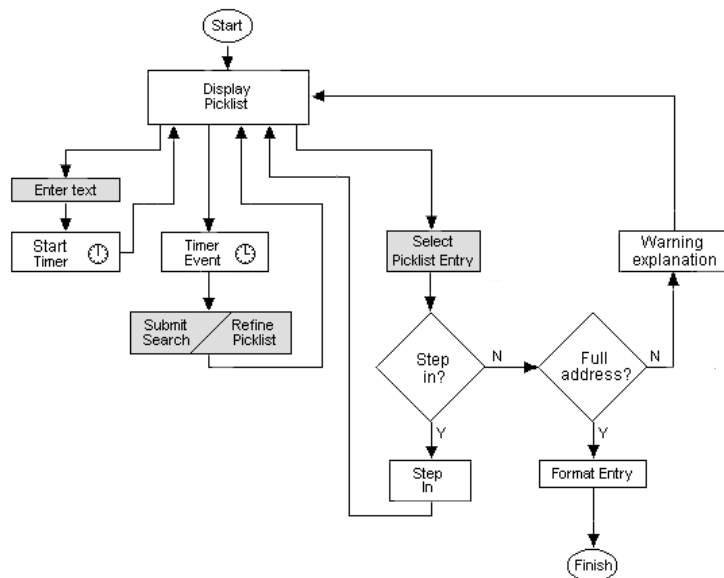 Start
Display
Picklist
Enter text
Start
Timer
Timer
Event
Submit
Search
Refine
Picklist
Select
Picklist Entry
Warning
explanation
Step
in?
N
Full
address?
N
Y
Y
Step
In
Format Entry
Finish